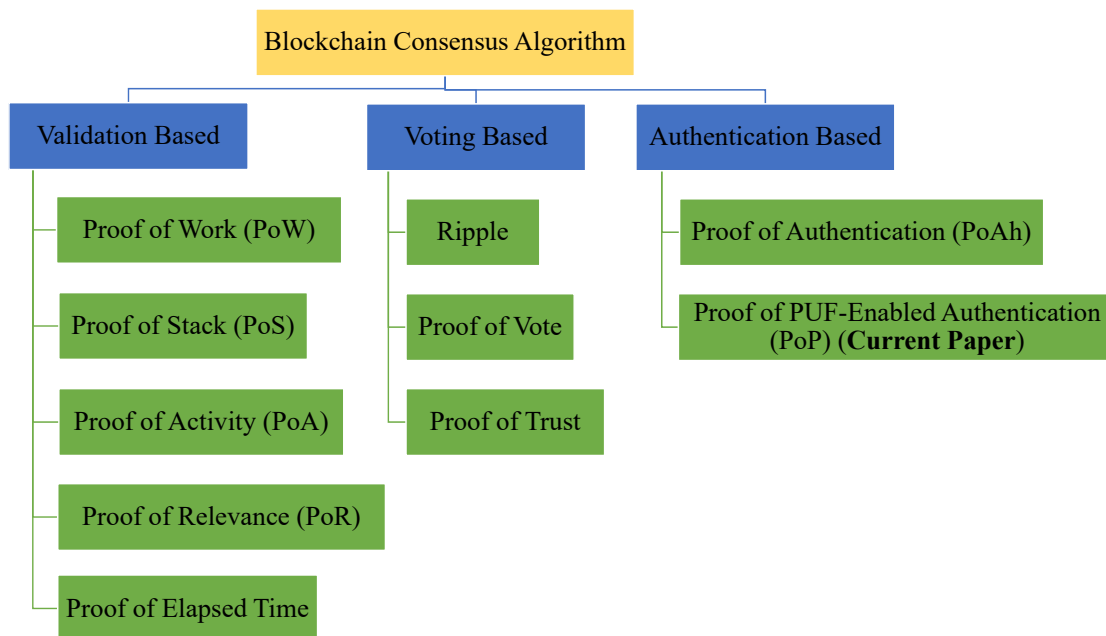 Blockchain Consensus Algorithm
Validation Based
Voting Based
Authentication Based
Proof of Work (PoW)
Proof of Stack (PoS)
Proof of Activity (PoA)
Proof of Relevance (PoR)
Proof of Elapsed Time
Ripple
Proof of Vote
Proof of Trust
Proof of Authentication (PoAh)
Proof of PUF-Enabled Authentication
(PoP) (Current Paper)